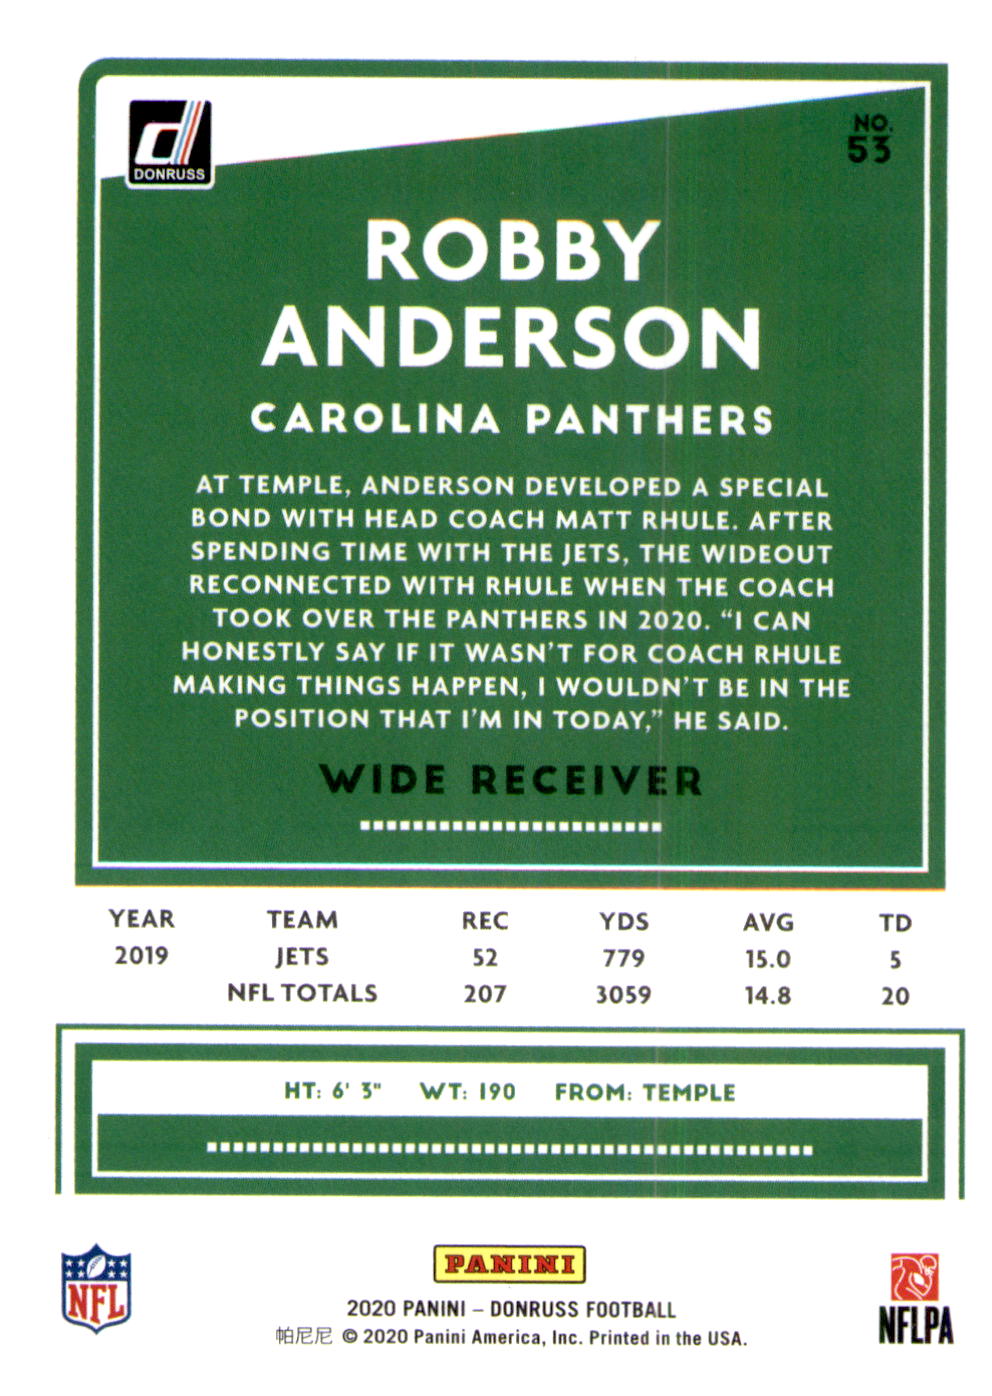 DONRUSS
NO.
53
ROBBY
ANDERSON
CAROLINA PANTHERS
AT TEMPLE, ANDERSON DEVELOPED A SPECIAL
BOND WITH HEAD COACH MATT RHULE. AFTER
SPENDING TIME WITH THE JETS, THE WIDEOUT
RECONNECTED WITH RHULE WHEN THE COACH
TOOK OVER THE PANTHERS IN 2020. “I CAN
HONESTLY SAY IF IT WASN’T FOR COACH RHULE
MAKING THINGS HAPPEN, I WOULDN’T BE IN THE
POSITION THAT I’M IN TODAY,” HE SAID.
WIDE RECEIVER
YEAR TEAM REC YDS AVG TD
2019 JETS 52 779 15.0 5
NFL TOTALS 207 3059 14.8 20
HT: 6' 3" WT: 190 FROM: TEMPLE
NFL
PANINI
NFLPA
2020 PANINI – DONRUSS FOOTBALL
帕尼尼 © 2020 Panini America, Inc. Printed in the USA.